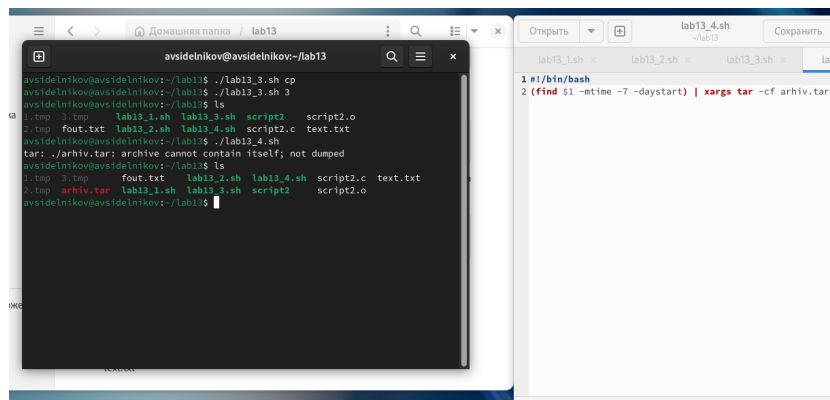 Домашняя папка / lab13
avsidelnikov@avsidelnikov:~/lab13
avsidelnikov@avsidelnikov:~/lab13$ ./lab13_3.sh cp
avsidelnikov@avsidelnikov:~/lab13$ ./lab13_3.sh 3
avsidelnikov@avsidelnikov:~/lab13$ ls
1.tmp 3.tmp lab13_1.sh lab13_3.sh script2 script2.o
2.tmp fout.txt lab13_2.sh lab13_4.sh script2.c text.txt
avsidelnikov@avsidelnikov:~/lab13$ ./lab13_4.sh
tar: ./arhiv.tar: archive cannot contain itself; not dumped
avsidelnikov@avsidelnikov:~/lab13$ ls
1.tmp 3.tmp fout.txt lab13_2.sh lab13_4.sh script2.c text.txt
2.tmp arhiv.tar lab13_1.sh lab13_3.sh script2 script2.o
avsidelnikov@avsidelnikov:~/lab13$
Открыть
lab13_4.sh
~/lab13
Сохранить
lab13_1.sh × lab13_2.sh × lab13_3.sh × la
1 #!/bin/bash
2 (find $1 -mtime -7 -daystart) | xargs tar -cf arhiv.tar